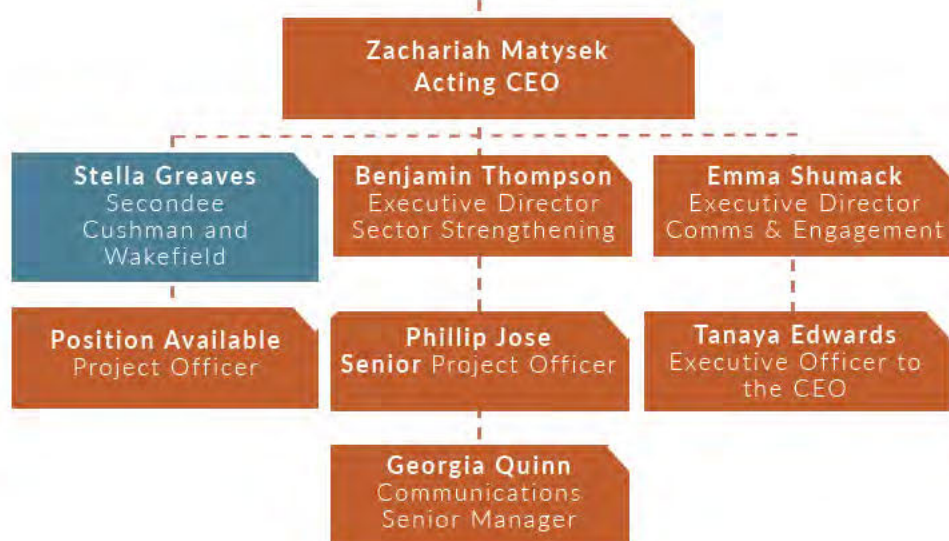 Zachariah Matysek
Acting CEO
Stella Greaves
Secondee
Cushman and
Wakefield
Benjamin Thompson
Executive Director
Sector Strengthening
Emma Shumack
Executive Director
Comms & Engagement
Position Available
Project Officer
Phillip Jose
Senior Project Officer
Tanaya Edwards
Executive Officer to
the CEO
Georgia Quinn
Communications
Senior Manager